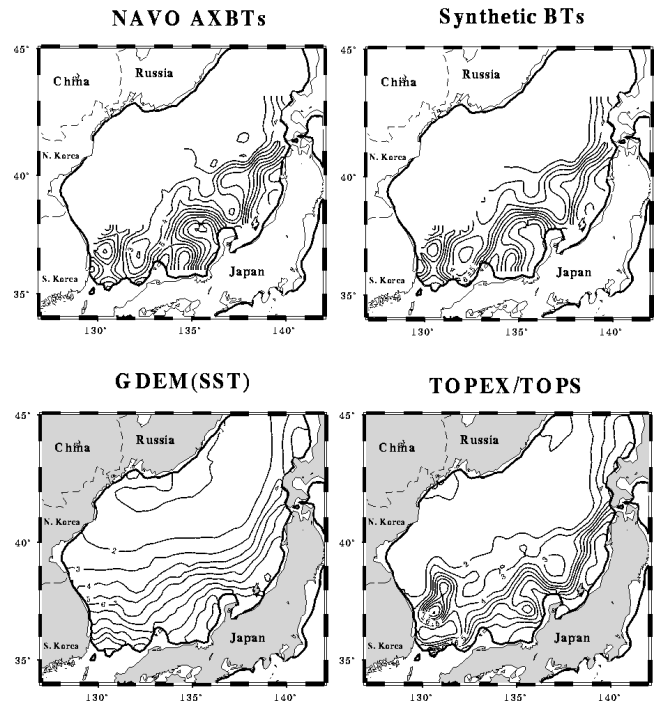 NAVO AXBTs
Synthetic BTs
45°
China
Russia
N. Korea
40°
S. Korea
Japan
35°
130°
135°
140°
45°
China
Russia
N. Korea
40°
S. Korea
Japan
35°
130°
135°
140°
GDEM(SST)
TOPEX/TOPS
45°
China
Russia
N. Korea
40°
2
3
4
5
6
S. Korea
Japan
35°
130°
135°
140°
45°
China
Russia
N. Korea
40°
S. Korea
Japan
35°
130°
135°
140°